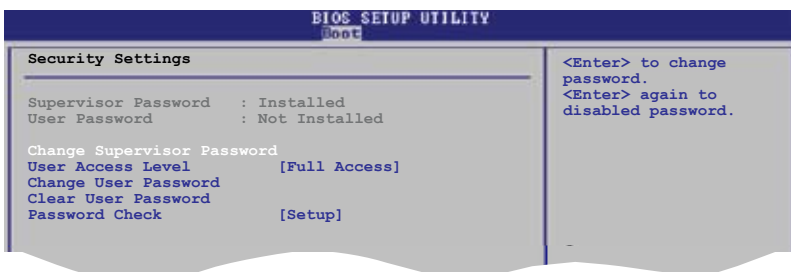 BIOS SETUP UTILITY
Boot
Security Settings
Supervisor Password : Installed
User Password : Not Installed
Change Supervisor Password
User Access Level [Full Access]
Change User Password
Clear User Password
Password Check [Setup]
<Enter> to change
password.
<Enter> again to
disabled password.